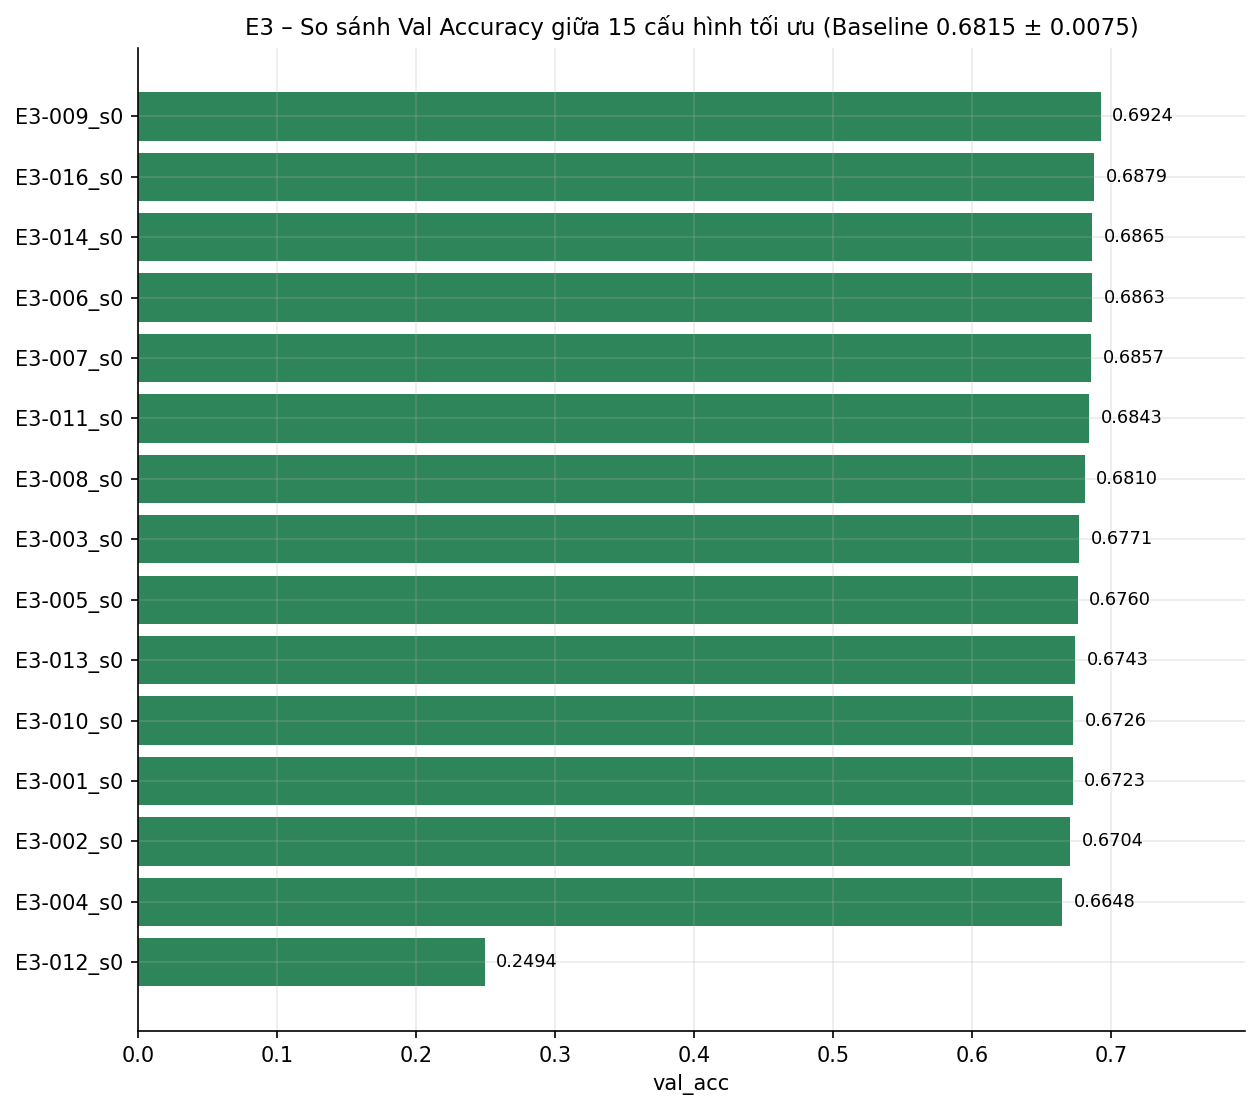 E3 – So sánh Val Accuracy giữa 15 cấu hình tối ưu (Baseline 0.6815 ± 0.0075)
E3-009_s0 0.6924
E3-016_s0 0.6879
E3-014_s0 0.6865
E3-006_s0 0.6863
E3-007_s0 0.6857
E3-011_s0 0.6843
E3-008_s0 0.6810
E3-003_s0 0.6771
E3-005_s0 0.6760
E3-013_s0 0.6743
E3-010_s0 0.6726
E3-001_s0 0.6723
E3-002_s0 0.6704
E3-004_s0 0.6648
E3-012_s0 0.2494
0.0 0.1 0.2 0.3 0.4 0.5 0.6 0.7
val_acc